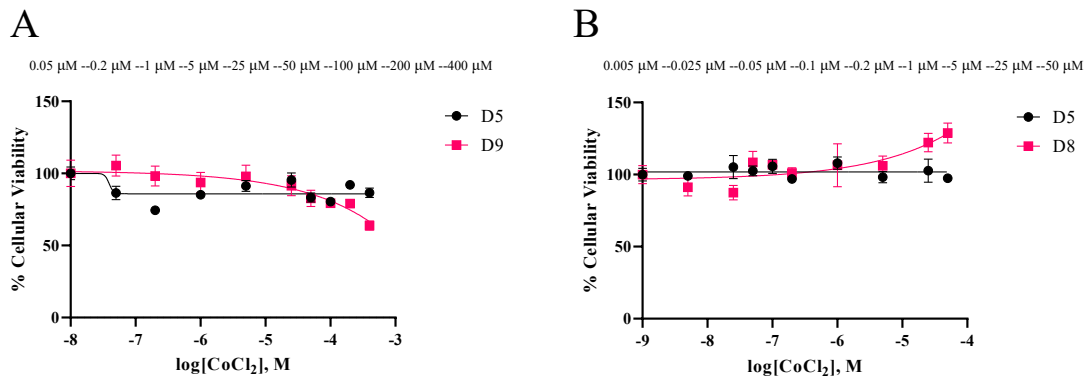 A
0.05 μM --0.2 μM --1 μM --5 μM --25 μM --50 μM --100 μM --200 μM --400 μM
150
100
50
0
% Cellular Viability
-8 -7 -6 -5 -4 -3
log[CoCl₂], M
D5
D9
B
0.005 μM --0.025 μM --0.05 μM --0.1 μM --0.2 μM --1 μM --5 μM --25 μM --50 μM
150
100
50
0
% Cellular Viability
-9 -8 -7 -6 -5 -4
log[CoCl₂], M
D5
D8